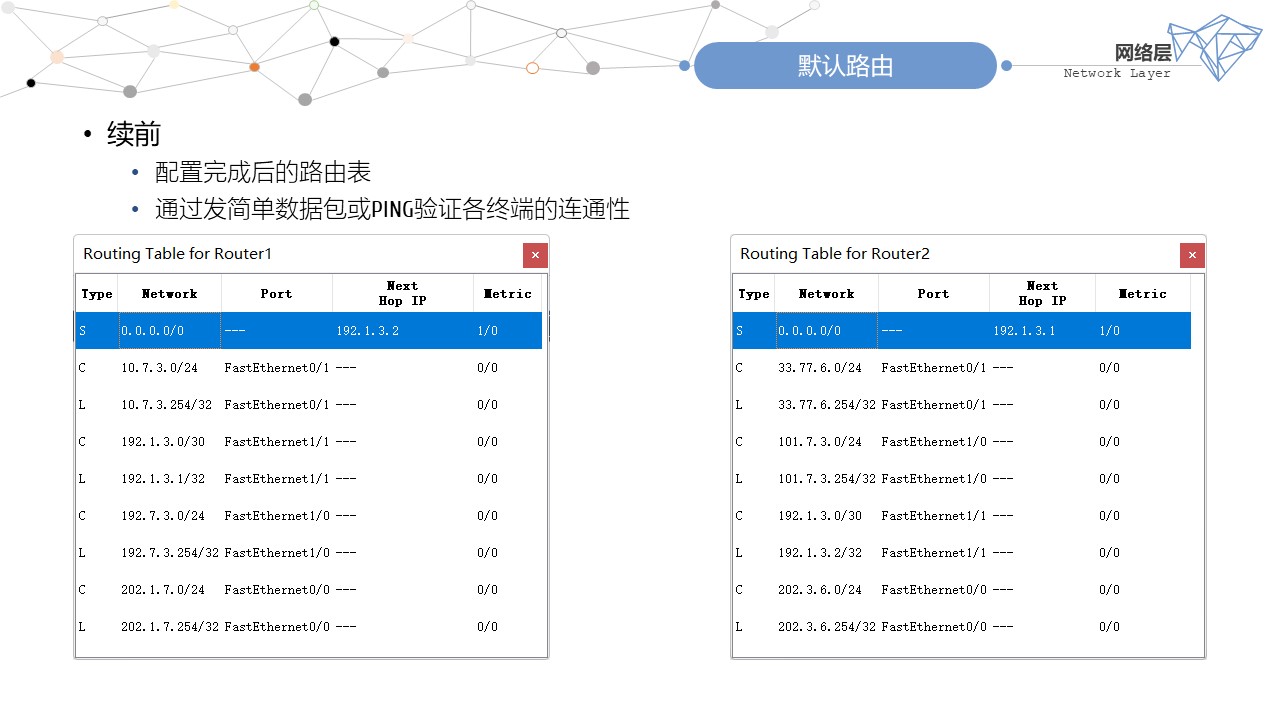 默认路由
网络层
Network Layer
• 续前
• 配置完成后的路由表
• 通过发简单数据包或PING验证各终端的连通性
Routing Table for Router1
Type Network Port Next Hop IP Metric
S 0.0.0.0/0 --- 192.1.3.2 1/0
C 10.7.3.0/24 FastEthernet0/1 --- 0/0
L 10.7.3.254/32 FastEthernet0/1 --- 0/0
C 192.1.3.0/30 FastEthernet1/1 --- 0/0
L 192.1.3.1/32 FastEthernet1/1 --- 0/0
C 192.7.3.0/24 FastEthernet1/0 --- 0/0
L 192.7.3.254/32 FastEthernet1/0 --- 0/0
C 202.1.7.0/24 FastEthernet0/0 --- 0/0
L 202.1.7.254/32 FastEthernet0/0 --- 0/0
Routing Table for Router2
Type Network Port Next Hop IP Metric
S 0.0.0.0/0 --- 192.1.3.1 1/0
C 33.77.6.0/24 FastEthernet0/1 --- 0/0
L 33.77.6.254/32 FastEthernet0/1 --- 0/0
C 101.7.3.0/24 FastEthernet1/0 --- 0/0
L 101.7.3.254/32 FastEthernet1/0 --- 0/0
C 192.1.3.0/30 FastEthernet1/1 --- 0/0
L 192.1.3.2/32 FastEthernet1/1 --- 0/0
C 202.3.6.0/24 FastEthernet0/0 --- 0/0
L 202.3.6.254/32 FastEthernet0/0 --- 0/0